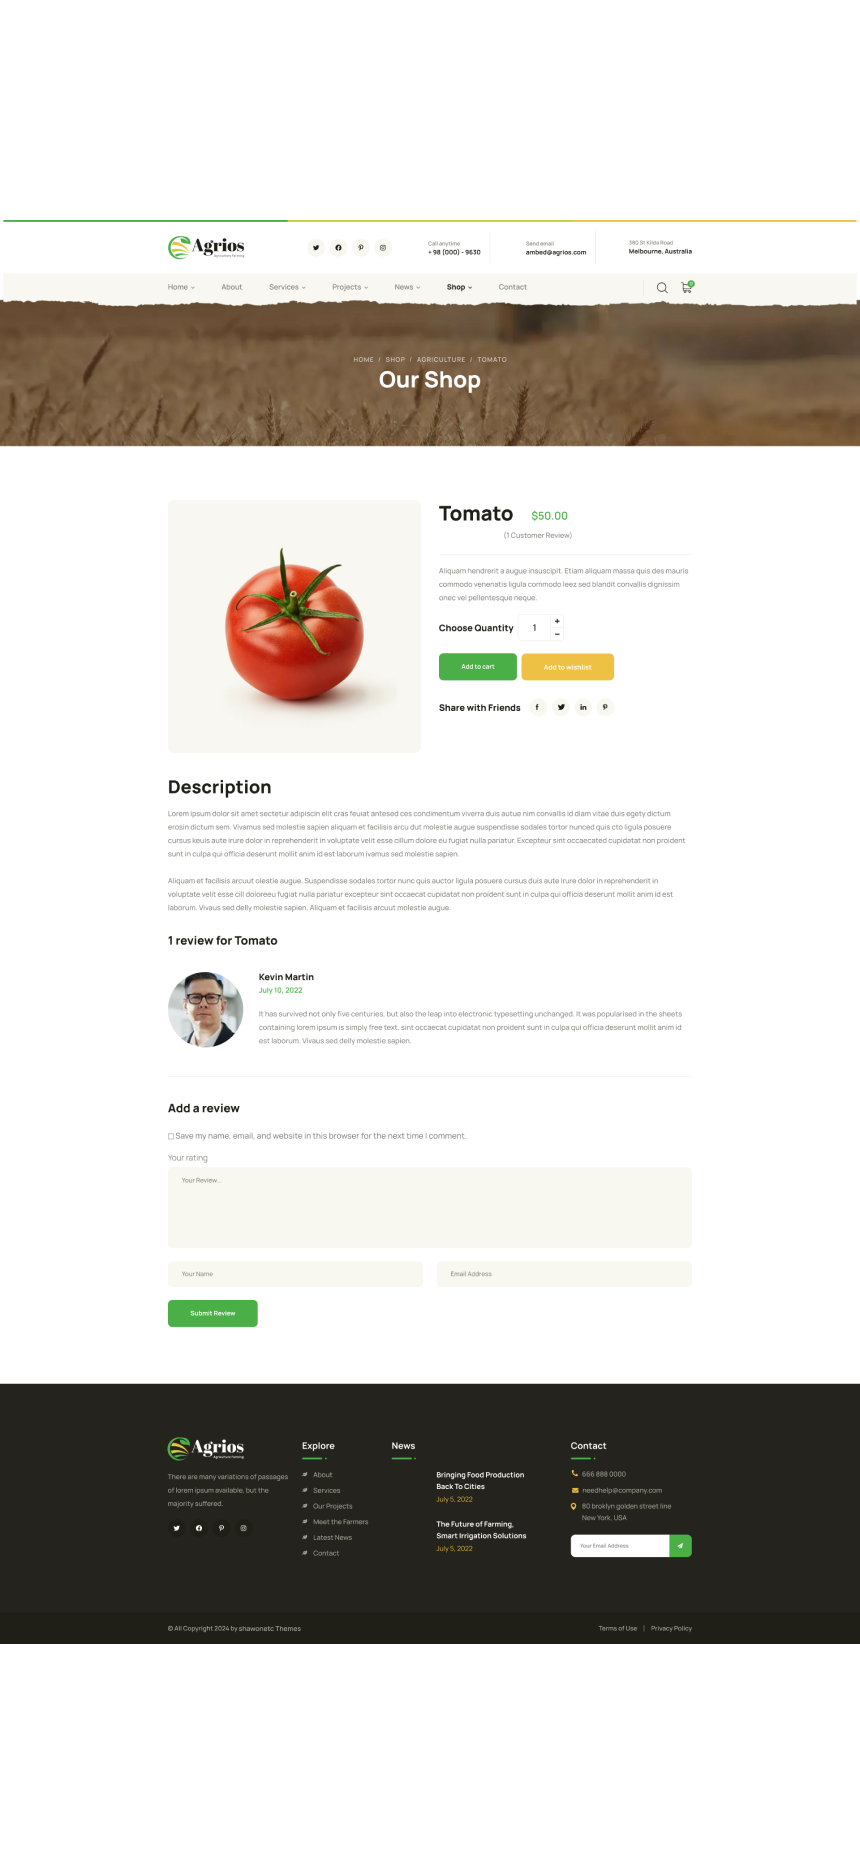 Agrios
Agriculture Farming
Call anytime
+ 98 (000) - 9630
Send email
ambed@agrios.com
380 St Kilda Road
Melbourne, Australia
Home
About
Services
Projects
News
Shop
Contact
0
HOME / SHOP / AGRICULTURE / TOMATO
Our Shop
Tomato $50.00
(1 Customer Review)
Aliquam hendrerit a augue insuscipit. Etiam aliquam massa quis des mauris
commodo venenatis ligula commodo leez sed blandit convallis dignissim
onec vel pellentesque neque.
Choose Quantity 1 + −
Add to cart
Add to wishlist
Share with Friends
Description
Lorem ipsum dolor sit amet sectetur adipiscin elit cras feuiat antesed ces condimentum viverra duis autue nim convallis id diam vitae duis egety dictum
erosin dictum sem. Vivamus sed molestie sapien aliquam et facilisis arcu dut molestie augue suspendisse sodales tortor nunced quis cto ligula posuere
cursus keuis aute irure dolor in reprehenderit in voluptate velit esse cillum dolore eu fugiat nulla pariatur. Excepteur sint occaecated cupidatat non proident
sunt in culpa qui officia deserunt mollit anim id est laborum ivamus sed molestie sapien.
Aliquam et facilisis arcuut olestie augue. Suspendisse sodales tortor nunc quis auctor ligula posuere cursus duis aute irure dolor in reprehenderit in
voluptate velit esse cill doloreeu fugiat nulla pariatur excepteur sint occaecat cupidatat non proident sunt in culpa qui officia deserunt mollit anim id est
laborum. Vivaus sed delly molestie sapien. Aliquam et facilisis arcuut molestie augue.
1 review for Tomato
Kevin Martin
July 10, 2022
It has survived not only five centuries, but also the leap into electronic typesetting unchanged. It was popularised in the sheets
containing lorem ipsum is simply free text. sint occaecat cupidatat non proident sunt in culpa qui officia deserunt mollit anim id
est laborum. Vivaus sed delly molestie sapien.
Add a review
Save my name, email, and website in this browser for the next time I comment.
Your rating
Your Review...
Your Name
Email Address
Submit Review
Agrios
Agriculture Farming
There are many variations of passages
of lorem ipsum available, but the
majority suffered.
Explore
About
Services
Our Projects
Meet the Farmers
Latest News
Contact
News
Bringing Food Production
Back To Cities
July 5, 2022
The Future of Farming,
Smart Irrigation Solutions
July 5, 2022
Contact
666 888 0000
needhelp@company.com
80 broklyn golden street line
New York, USA
Your Email Address
© All Copyright 2024 by shawonetc Themes
Terms of Use | Privacy Policy